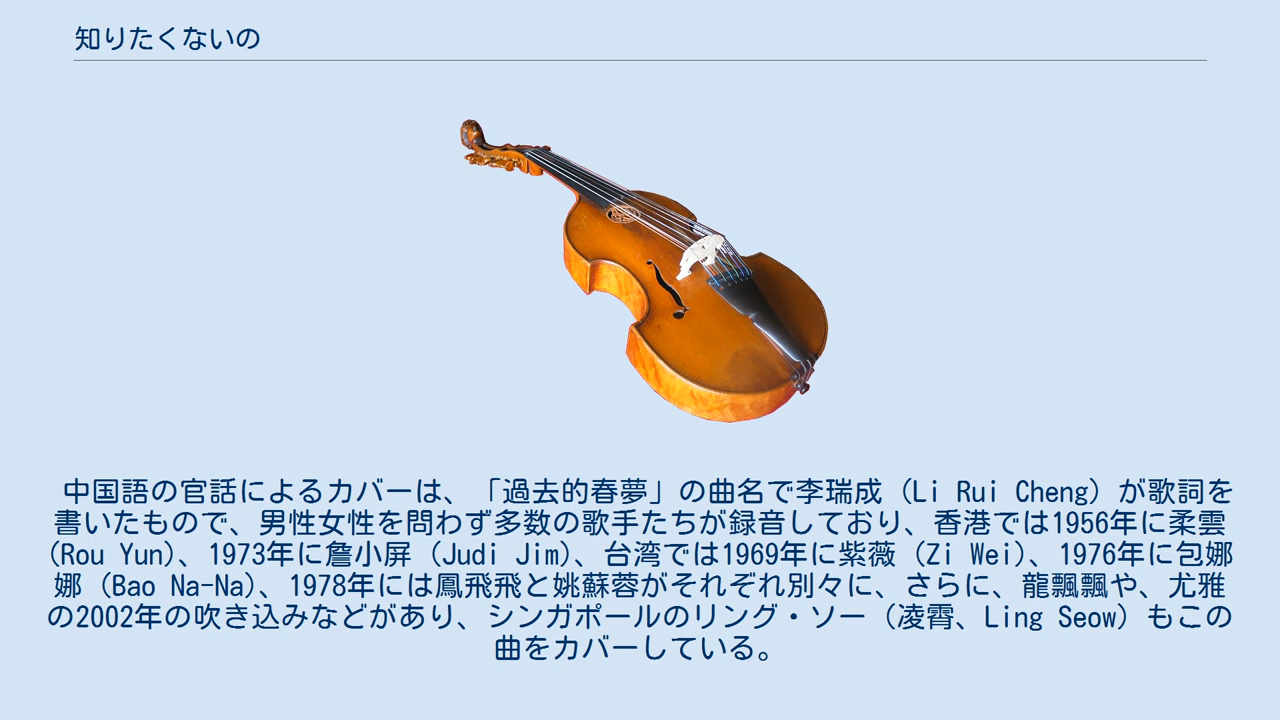 知りたくないの
中国語の官話によるカバーは、「過去的春夢」の曲名で李瑞成（Li Rui Cheng）が歌詞を
書いたもので、男性女性を問わず多数の歌手たちが録音しており、香港では1956年に柔雲
（Rou Yun）、1973年に詹小屏（Judi Jim）、台湾では1969年に紫薇（Zi Wei）、1976年に包娜
娜（Bao Na-Na）、1978年には鳳飛飛と姚蘇蓉がそれぞれ別々に、さらに、龍飄飄や、尤雅
の2002年の吹き込みなどがあり、シンガポールのリング・ソー（凌霄、Ling Seow）もこの
曲をカバーしている。